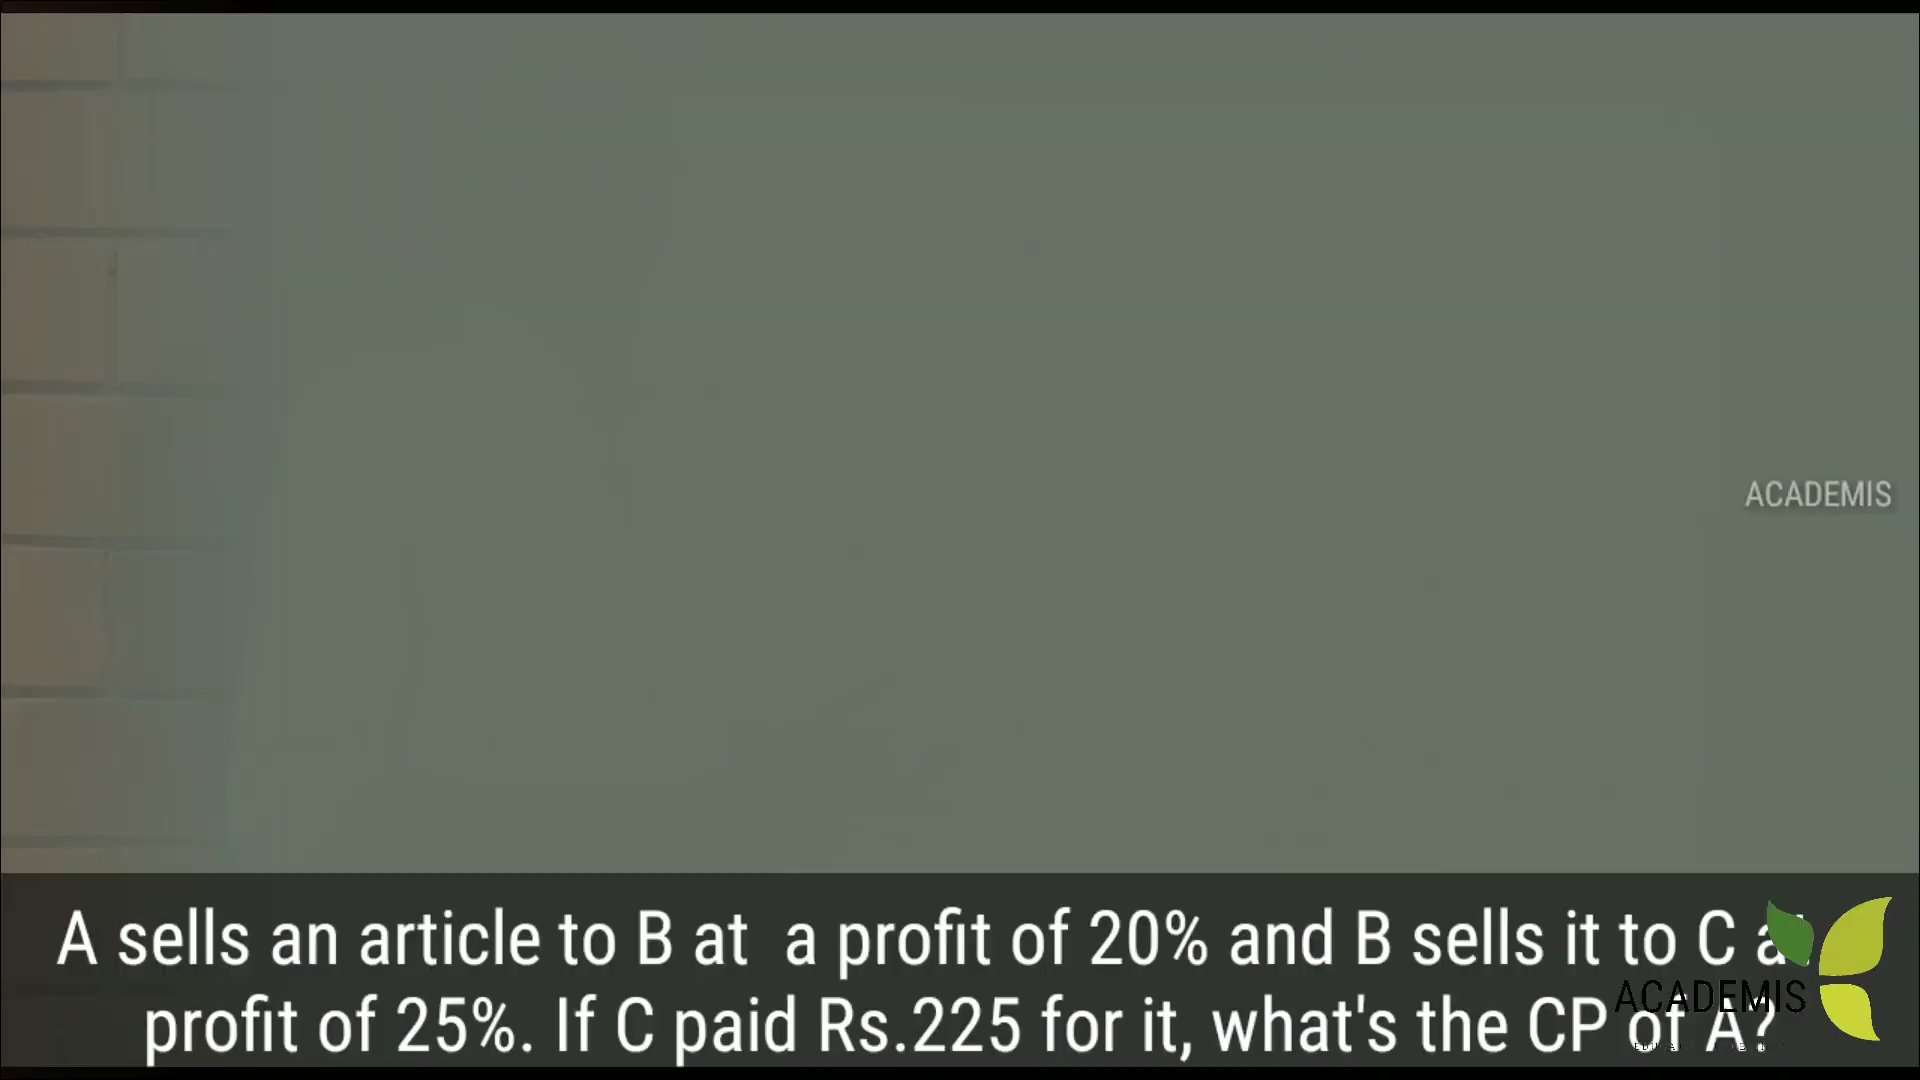 ACADEMIS
A sells an article to B at a profit of 20% and B sells it to C at
profit of 25%. If C paid Rs.225 for it, what's the CP of A?
ACADEMIS